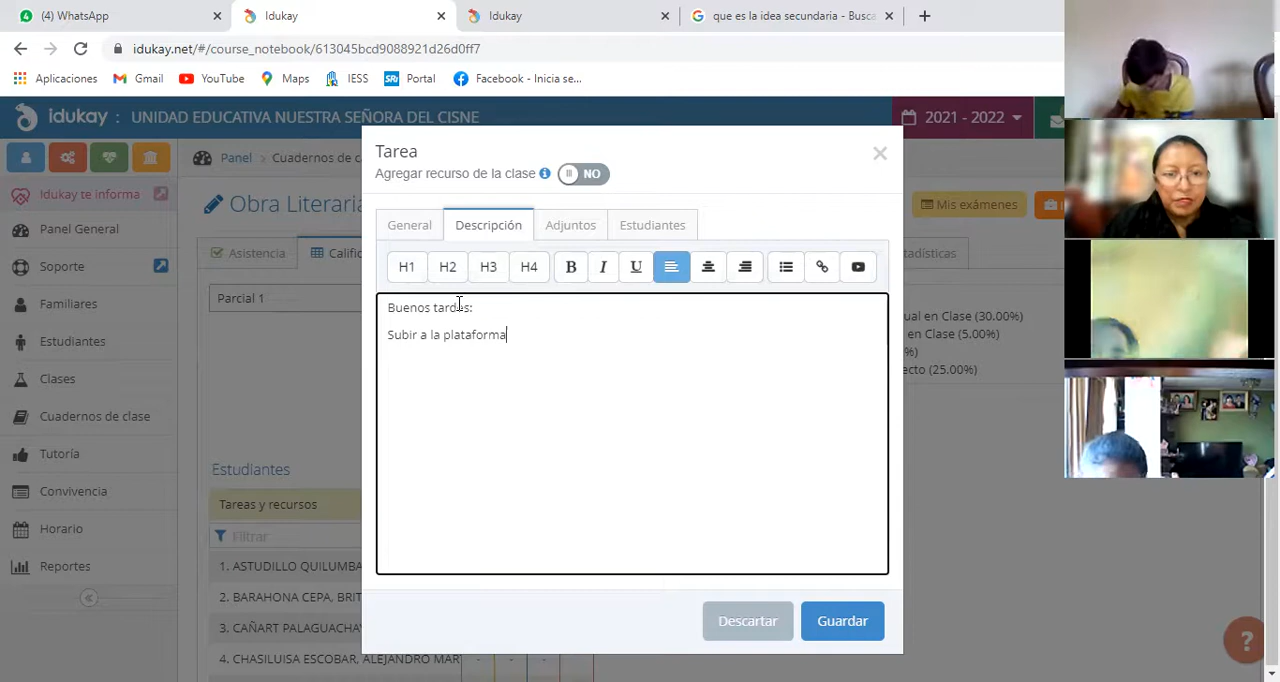 (4) WhatsApp
Idukay
Idukay
que es la idea secundaria - Busca
idukay.net/#/course_notebook/613045bcd9088921d26d0ff7
Aplicaciones
Gmail
YouTube
Maps
IESS
SRi Portal
Facebook - Inicia se...
idukay : UNIDAD EDUCATIVA NUESTRA SEÑORA DEL CISNE
2021 - 2022
Idukay te informa
Panel General
Soporte
Familiares
Estudiantes
Clases
Cuadernos de clase
Tutoría
Convivencia
Horario
Reportes
Panel > Cuadernos de c
Obra Literari
Mis exámenes
Asistencia
Califi
stadísticas
Parcial 1
ual en Clase (30.00%)
en Clase (5.00%)
%)
ecto (25.00%)
Estudiantes
Tareas y recursos
Filtrar
1. ASTUDILLO QUILUMBA
2. BARAHONA CEPA, BRIT
3. CAÑART PALAGUACHA
4. CHASILUISA ESCOBAR, ALEJANDRO MAR
Tarea
Agregar recurso de la clase
NO
General
Descripción
Adjuntos
Estudiantes
H1 H2 H3 H4 B I U
Buenos tardes:
Subir a la plataforma
Descartar
Guardar
?